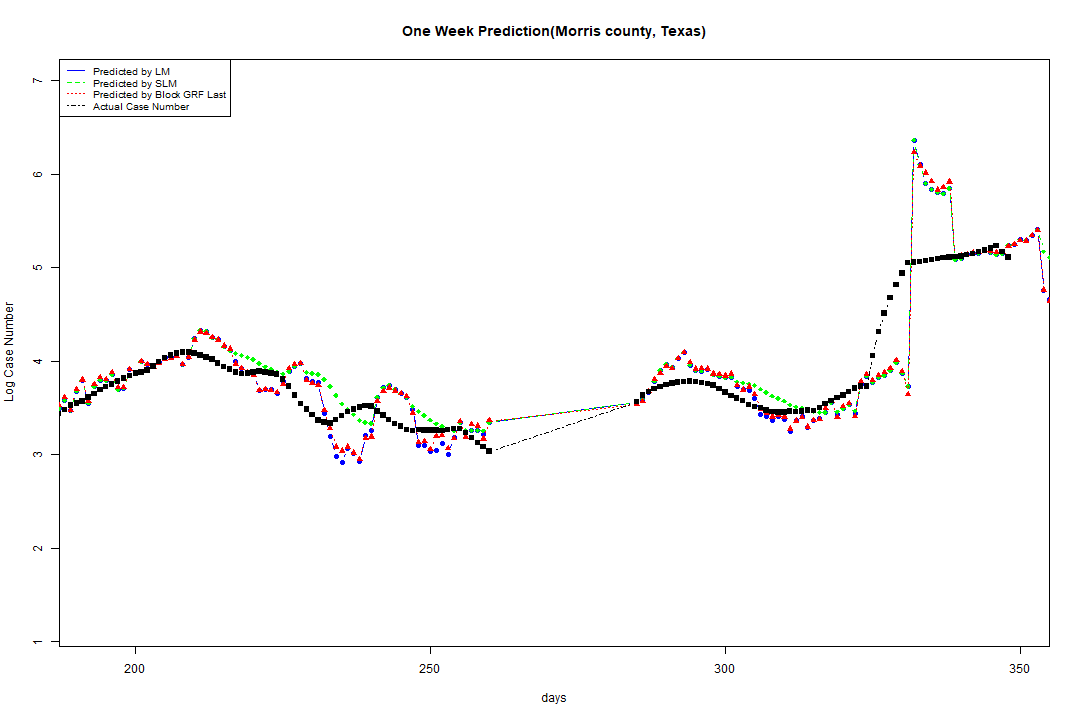 One Week Prediction(Morris county, Texas)
Predicted by LM
Predicted by SLM
Predicted by Block GRF Last
Actual Case Number
7
6
5
4
3
2
1
Log Case Number
200 250 300 350
days